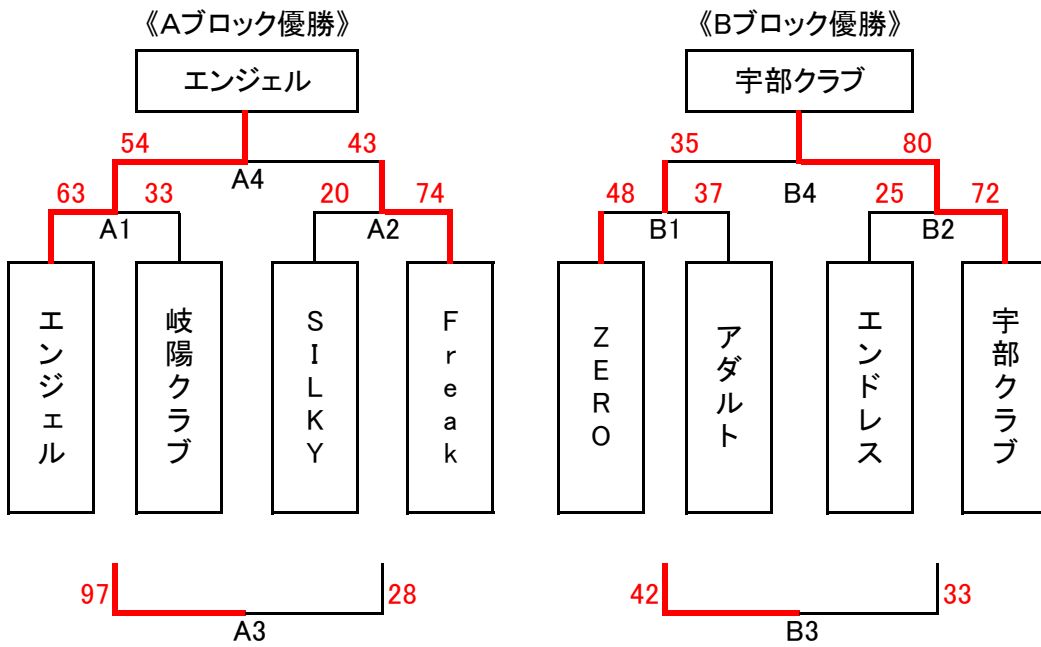 《Aブロック優勝》 《Bブロック優勝》
エンジェル 宇部クラブ
54 43 35 80
A4 B4
63 33 20 74 48 37 25 72
A1 A2 B1 B2
エンジェル
岐陽クラブ
SILKY
Freak
ZERO
アダルト
エンドレス
宇部クラブ
97 28 42 33
A3 B3